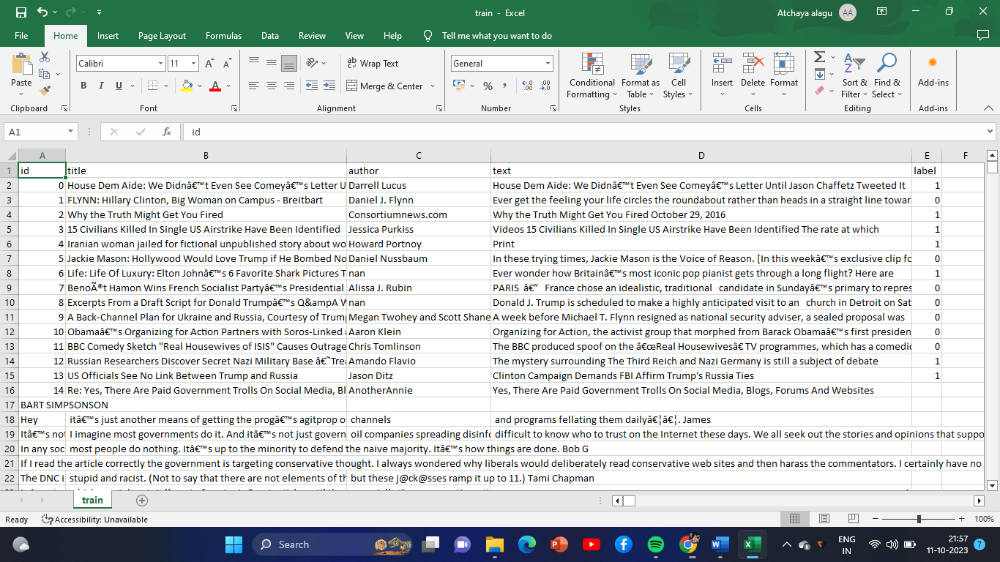 train - Excel
Atchaya alagu AA
File Home Insert Page Layout Formulas Data Review View Help Tell me what you want to do
Calibri 11 Wrap Text General
Paste Merge & Center Conditional Formatting Format as Table Cell Styles Insert Delete Format Sort & Filter Find & Select Add-ins
Clipboard Font Alignment Number Styles Cells Editing Add-ins
A1 fx id
A B C D E F
1 id title author text label
2 0 House Dem Aide: We Didnâ€™t Even See Comeyâ€™s Letter U Darrell Lucus House Dem Aide: We Didnâ€™t Even See Comeyâ€™s Letter Until Jason Chaffetz Tweeted It 1
3 1 FLYNN: Hillary Clinton, Big Woman on Campus - Breitbart Daniel J. Flynn Ever get the feeling your life circles the roundabout rather than heads in a straight line towar 0
4 2 Why the Truth Might Get You Fired Consortiumnews.com Why the Truth Might Get You Fired October 29, 2016 1
5 3 15 Civilians Killed In Single US Airstrike Have Been Identified Jessica Purkiss Videos 15 Civilians Killed In Single US Airstrike Have Been Identified The rate at which 1
6 4 Iranian woman jailed for fictional unpublished story about wo Howard Portnoy Print 1
7 5 Jackie Mason: Hollywood Would Love Trump if He Bombed No Daniel Nussbaum In these trying times, Jackie Mason is the Voice of Reason. [In this weekâ€™s exclusive clip fo 0
8 6 Life: Life Of Luxury: Elton Johnâ€™s 6 Favorite Shark Pictures T nan Ever wonder how Britainâ€™s most iconic pop pianist gets through a long flight? Here are 1
9 7 BenoÃ®t Hamon Wins French Socialist Partyâ€™s Presidential Alissa J. Rubin PARIS â€” France chose an idealistic, traditional candidate in Sundayâ€™s primary to repres 0
10 8 Excerpts From a Draft Script for Donald Trumpâ€™s Q&ampA W nan Donald J. Trump is scheduled to make a highly anticipated visit to an church in Detroit on Sat 0
11 9 A Back-Channel Plan for Ukraine and Russia, Courtesy of Trum Megan Twohey and Scott Shane A week before Michael T. Flynn resigned as national security adviser, a sealed proposal was 0
12 10 Obamaâ€™s Organizing for Action Partners with Soros-Linked Aaron Klein Organizing for Action, the activist group that morphed from Barack Obamaâ€™s first presiden 0
13 11 BBC Comedy Sketch "Real Housewives of ISIS" Causes Outrage Chris Tomlinson The BBC produced spoof on the â€œReal Housewivesâ€ TV programmes, which has a comedic 0
14 12 Russian Researchers Discover Secret Nazi Military Base â€˜Trea Amando Flavio The mystery surrounding The Third Reich and Nazi Germany is still a subject of debate 1
15 13 US Officials See No Link Between Trump and Russia Jason Ditz Clinton Campaign Demands FBI Affirm Trump's Russia Ties 1
16 14 Re: Yes, There Are Paid Government Trolls On Social Media, Bl AnotherAnnie Yes, There Are Paid Government Trolls On Social Media, Blogs, Forums And Websites
17 BART SIMPSONSON
18 Hey itâ€™s just another means of getting the progâ€™s agitprop o channels and programs fellating them dailyâ€¦â€¦. James
19 Itâ€™s not I imagine most governments do it. And itâ€™s not just govern oil companies spreading disinfo difficult to know who to trust on the Internet these days. We all seek out the stories and opinions that suppo
20 In any soc most people do nothing. Itâ€™s up to the minority to defend the naive majority. Itâ€™s how things are done. Bob G
21 If I read the article correctly the government is targeting conservative thought. I always wondered why liberals would deliberately read conservative web sites and then harass the commentators. I certainly have no
22 The DNC i stupid and racist. (Not to say that there are not elements of th but these j@ck@sses ramp it up to 11.) Tami Chapman
train
Ready Accessibility: Unavailable 100%
Search ENG IN 21:57 11-10-2023 7